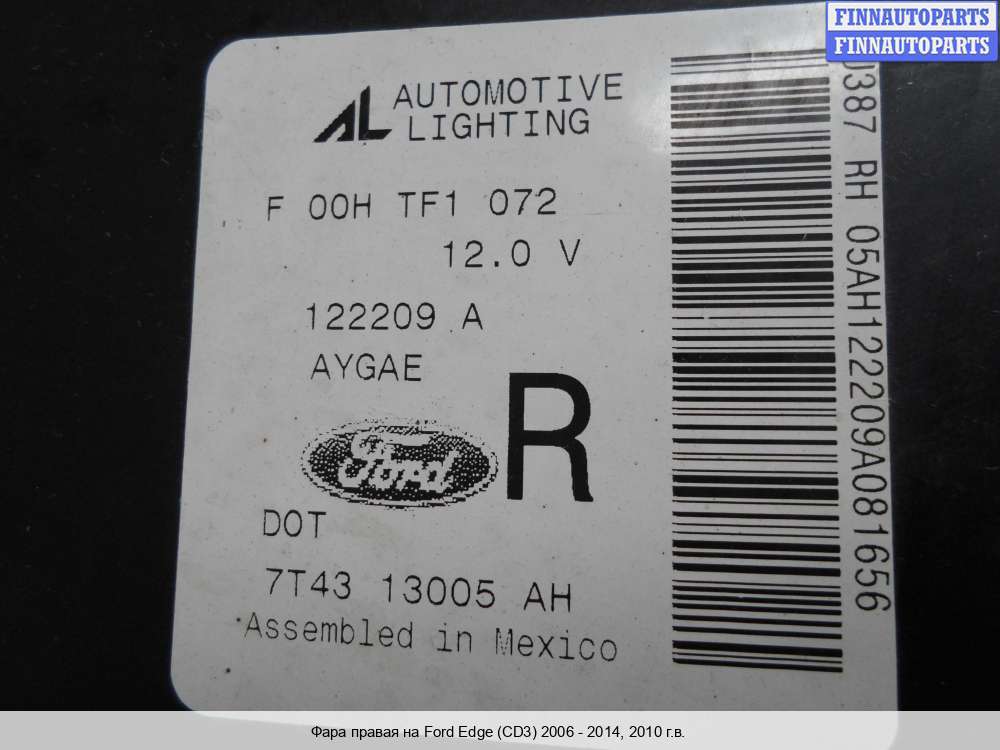 FINNAUTOPARTS
FINNAUTOPARTS
AL AUTOMOTIVE
LIGHTING
F 00H TF1 072
12.0 V
122209 A
AYGAE
Ford
R
DOT
7T43 13005 AH
Assembled in Mexico
0387 RH 05AH122209A081656
Фара правая на Ford Edge (CD3) 2006 - 2014, 2010 г.в.